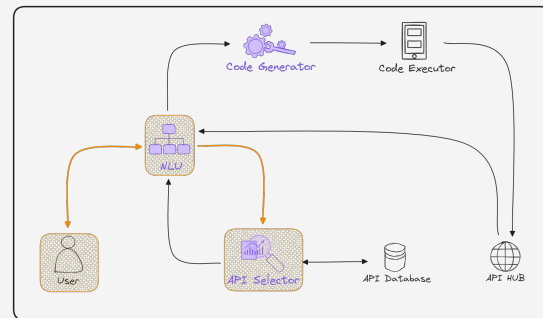 Code Generator
Code Executor
NLU
User
API Selector
API Database
API HUB